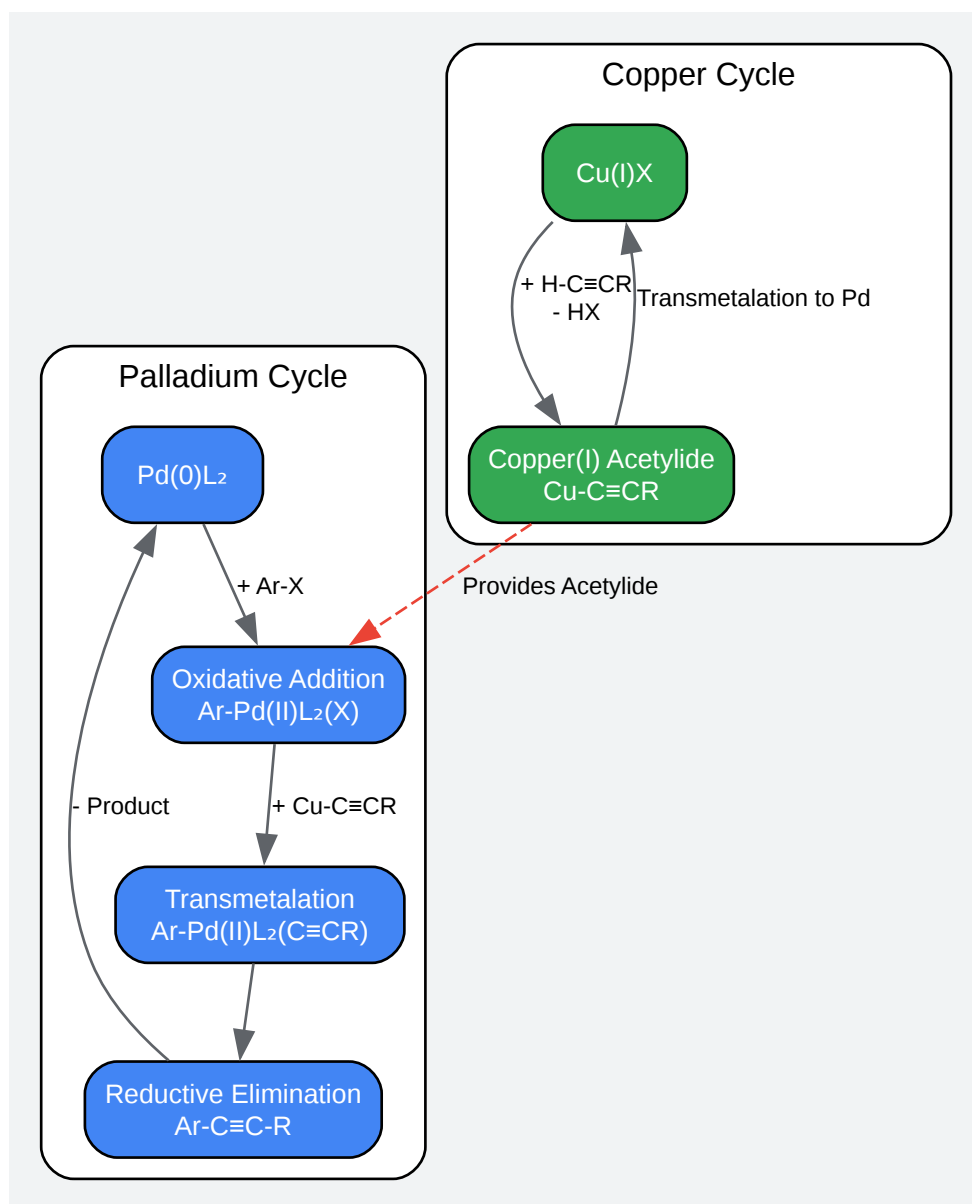 Copper Cycle
Cu(I)X
+ H-C≡CR
- HX
Transmetalation to Pd
Copper(I) Acetylide
Cu-C≡CR
Provides Acetylide
Palladium Cycle
Pd(0)L₂
+ Ar-X
Oxidative Addition
Ar-Pd(II)L₂(X)
- Product
+ Cu-C≡CR
Transmetalation
Ar-Pd(II)L₂(C≡CR)
Reductive Elimination
Ar-C≡C-R